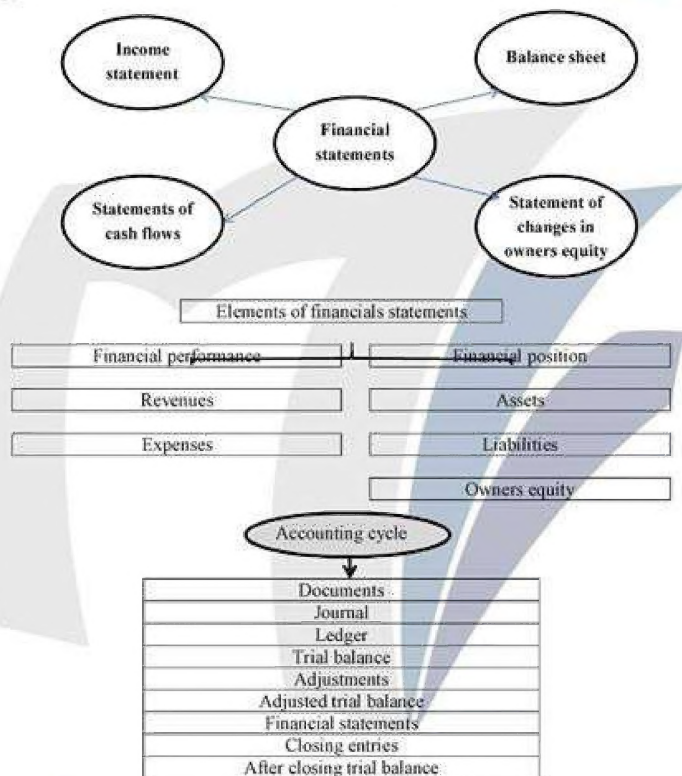 Income
statement
Balance sheet
Financial
statements
Statements of
cash flows
Statement of
changes in
owners equity
Elements of financials statements
Financial performance
Financial position
Revenues
Assets
Expenses
Liabilities
Owners equity
Accounting cycle
Documents
Journal
Ledger
Trial balance
Adjustments
Adjusted trial balance
Financial statements
Closing entries
After closing trial balance